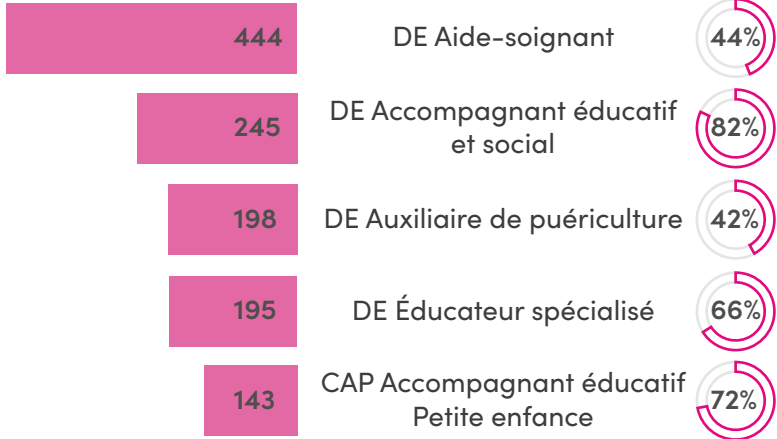 444 DE Aide-soignant 44%
245 DE Accompagnant éducatif et social 82%
198 DE Auxiliaire de puériculture 42%
195 DE Éducateur spécialisé 66%
143 CAP Accompagnant éducatif Petite enfance 72%